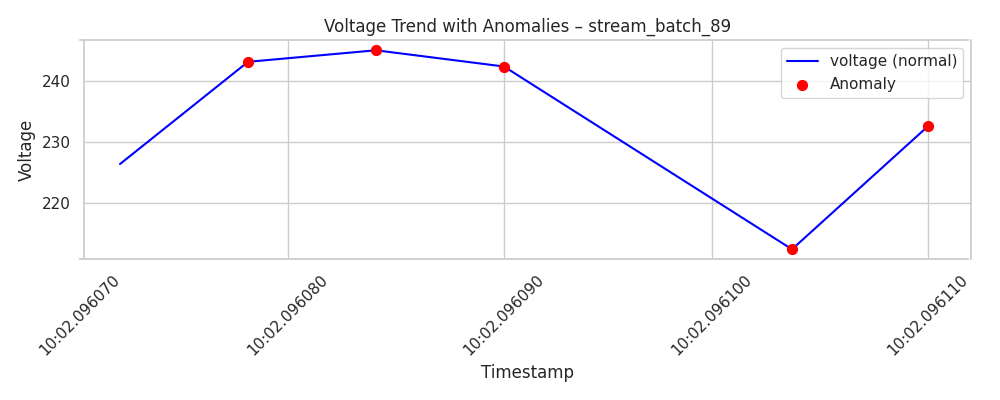 Voltage Trend with Anomalies – stream_batch_89
voltage (normal)
Anomaly
Voltage
240
230
220
10:02.096070
10:02.096080
10:02.096090
10:02.096100
10:02.096110
Timestamp